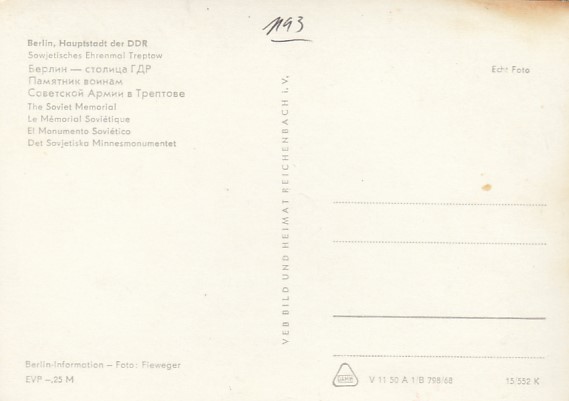 1193
Berlin, Hauptstadt der DDR
Sowjetisches Ehrenmal Treptow
Берлин — столица ГДР
Памятник воинам
Советской Армии в Трептове
The Soviet Memorial
Le Mémorial Soviétique
El Monumento Soviético
Det Sovjetiska Minnesmonumentet
Echt Foto
VEB BILD UND HEIMAT REICHENBACH I. V.
Berlin-Information – Foto: Fieweger
EVP –,25 M
V 11 50 A 1/B 798/68
15/552 K